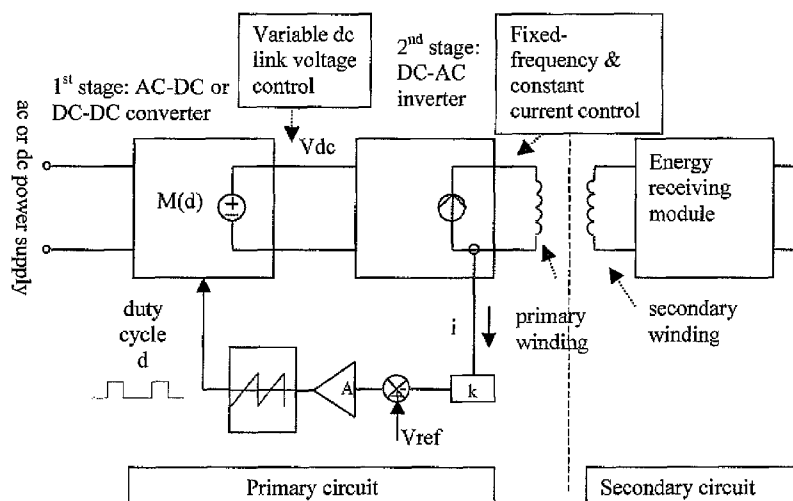 Variable dc
link voltage
control
2nd stage:
DC-AC
inverter
Fixed-
frequency &
constant
current control
1st stage: AC-DC or
DC-DC converter
Vdc
ac or dc power supply
M(d)
Energy
receiving
module
duty
cycle
d
i
primary
winding
secondary
winding
A
k
Vref
Primary circuit
Secondary circuit